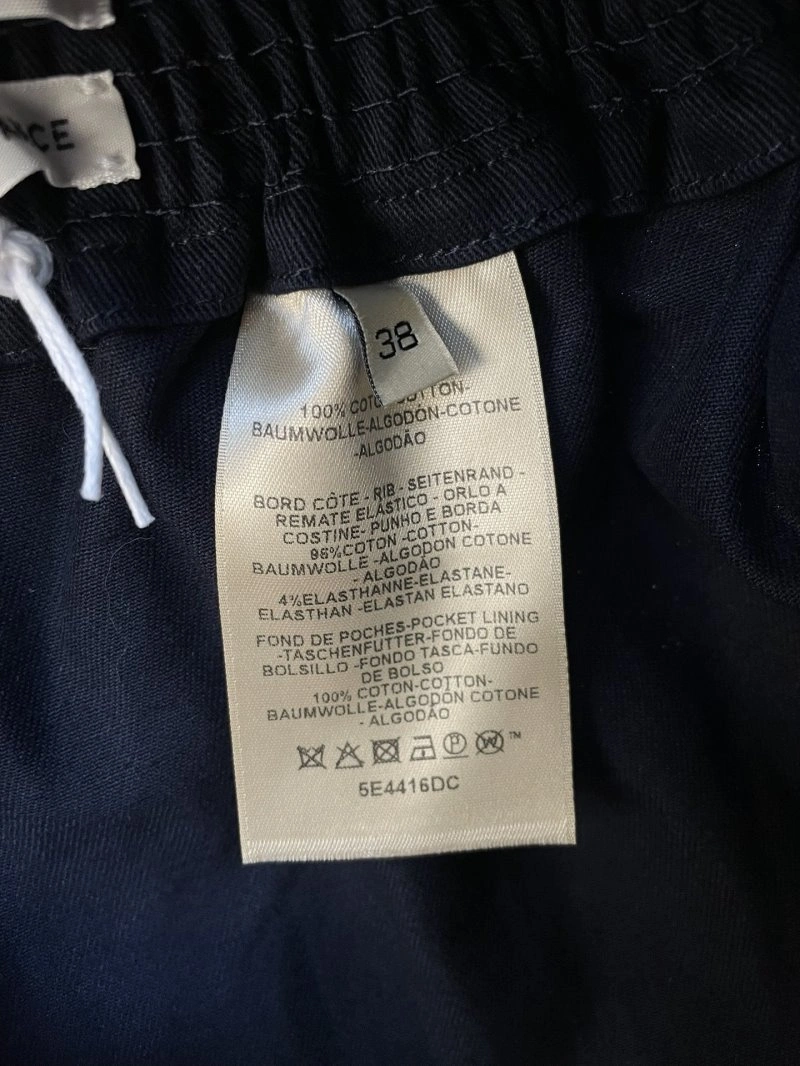 38
100% COTON-COTTON-
BAUMWOLLE-ALGODÓN-COTONE
-ALGODÃO
BORD CÔTE - RIB - SEITENRAND -
REMATE ELÁSTICO - ORLO A
COSTINE- PUNHO E BORDA
96%COTON -COTTON-
BAUMWOLLE -ALGODON COTONE
- ALGODÃO
4%ELASTHANNE-ELASTANE-
ELASTHAN -ELASTAN ELASTANO
FOND DE POCHES-POCKET LINING
-TASCHENFUTTER-FONDO DE
BOLSILLO -FONDO TASCA-FUNDO
DE BOLSO
100% COTON-COTTON-
BAUMWOLLE-ALGODÓN COTONE
- ALGODÃO
P W ™
5E4416DC